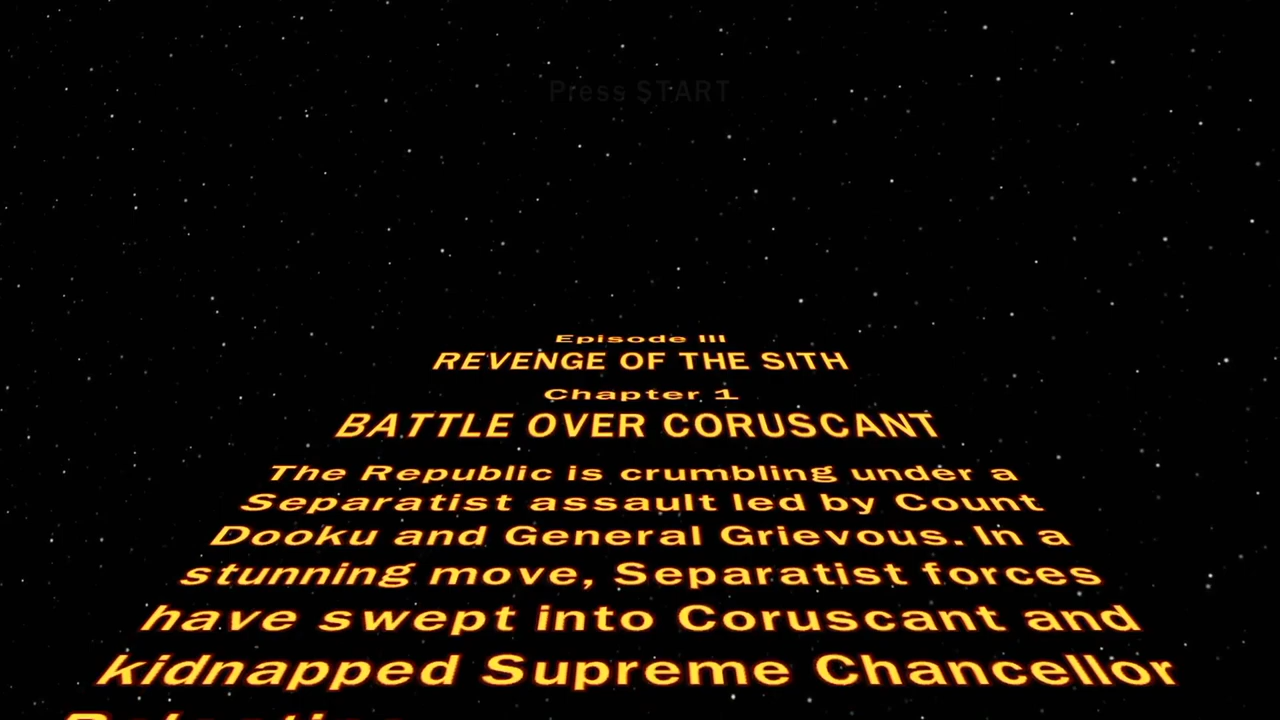 Press START
Episode III
REVENGE OF THE SITH
Chapter 1
BATTLE OVER CORUSCANT
The Republic is crumbling under a
Separatist assault led by Count
Dooku and General Grievous. In a
stunning move, Separatist forces
have swept into Coruscant and
kidnapped Supreme Chancellor